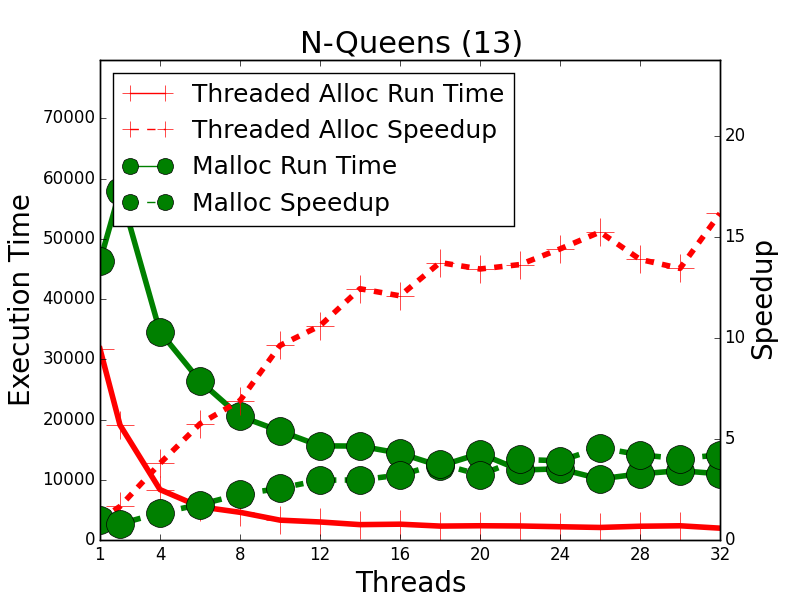 N-Queens (13)
Threaded Alloc Run Time
Threaded Alloc Speedup
Malloc Run Time
Malloc Speedup
Execution Time
70000
60000
50000
40000
30000
20000
10000
0
20
15
10
5
0
Speedup
1 4 8 12 16 20 24 28 32
Threads